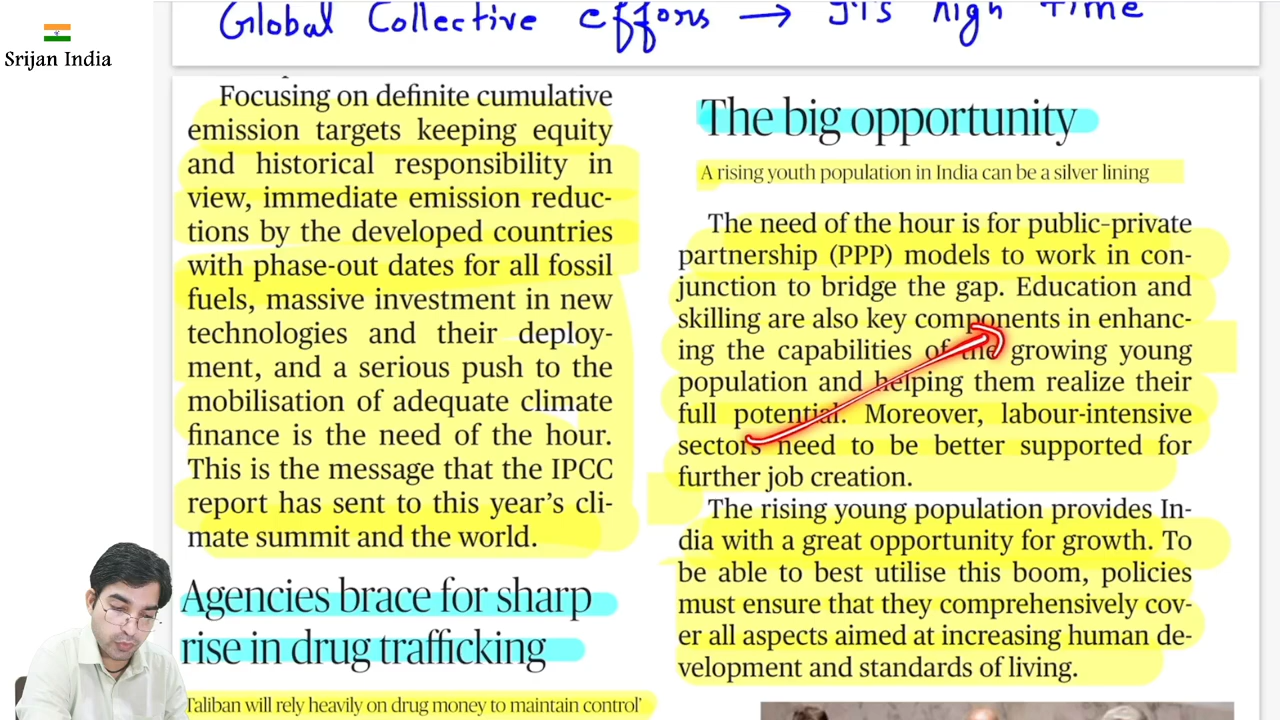 Global Collective effors → It's high time
Srijan India
Focusing on definite cumulative
emission targets keeping equity
and historical responsibility in
view, immediate emission reduc-
tions by the developed countries
with phase-out dates for all fossil
fuels, massive investment in new
technologies and their deploy-
ment, and a serious push to the
mobilisation of adequate climate
finance is the need of the hour.
This is the message that the IPCC
report has sent to this year's cli-
mate summit and the world.
Agencies brace for sharp
rise in drug trafficking
Taliban will rely heavily on drug money to maintain control'
The big opportunity
A rising youth population in India can be a silver lining
The need of the hour is for public-private
partnership (PPP) models to work in con-
junction to bridge the gap. Education and
skilling are also key components in enhanc-
ing the capabilities of the growing young
population and helping them realize their
full potential. Moreover, labour-intensive
sectors need to be better supported for
further job creation.
The rising young population provides In-
dia with a great opportunity for growth. To
be able to best utilise this boom, policies
must ensure that they comprehensively cov-
er all aspects aimed at increasing human de-
velopment and standards of living.